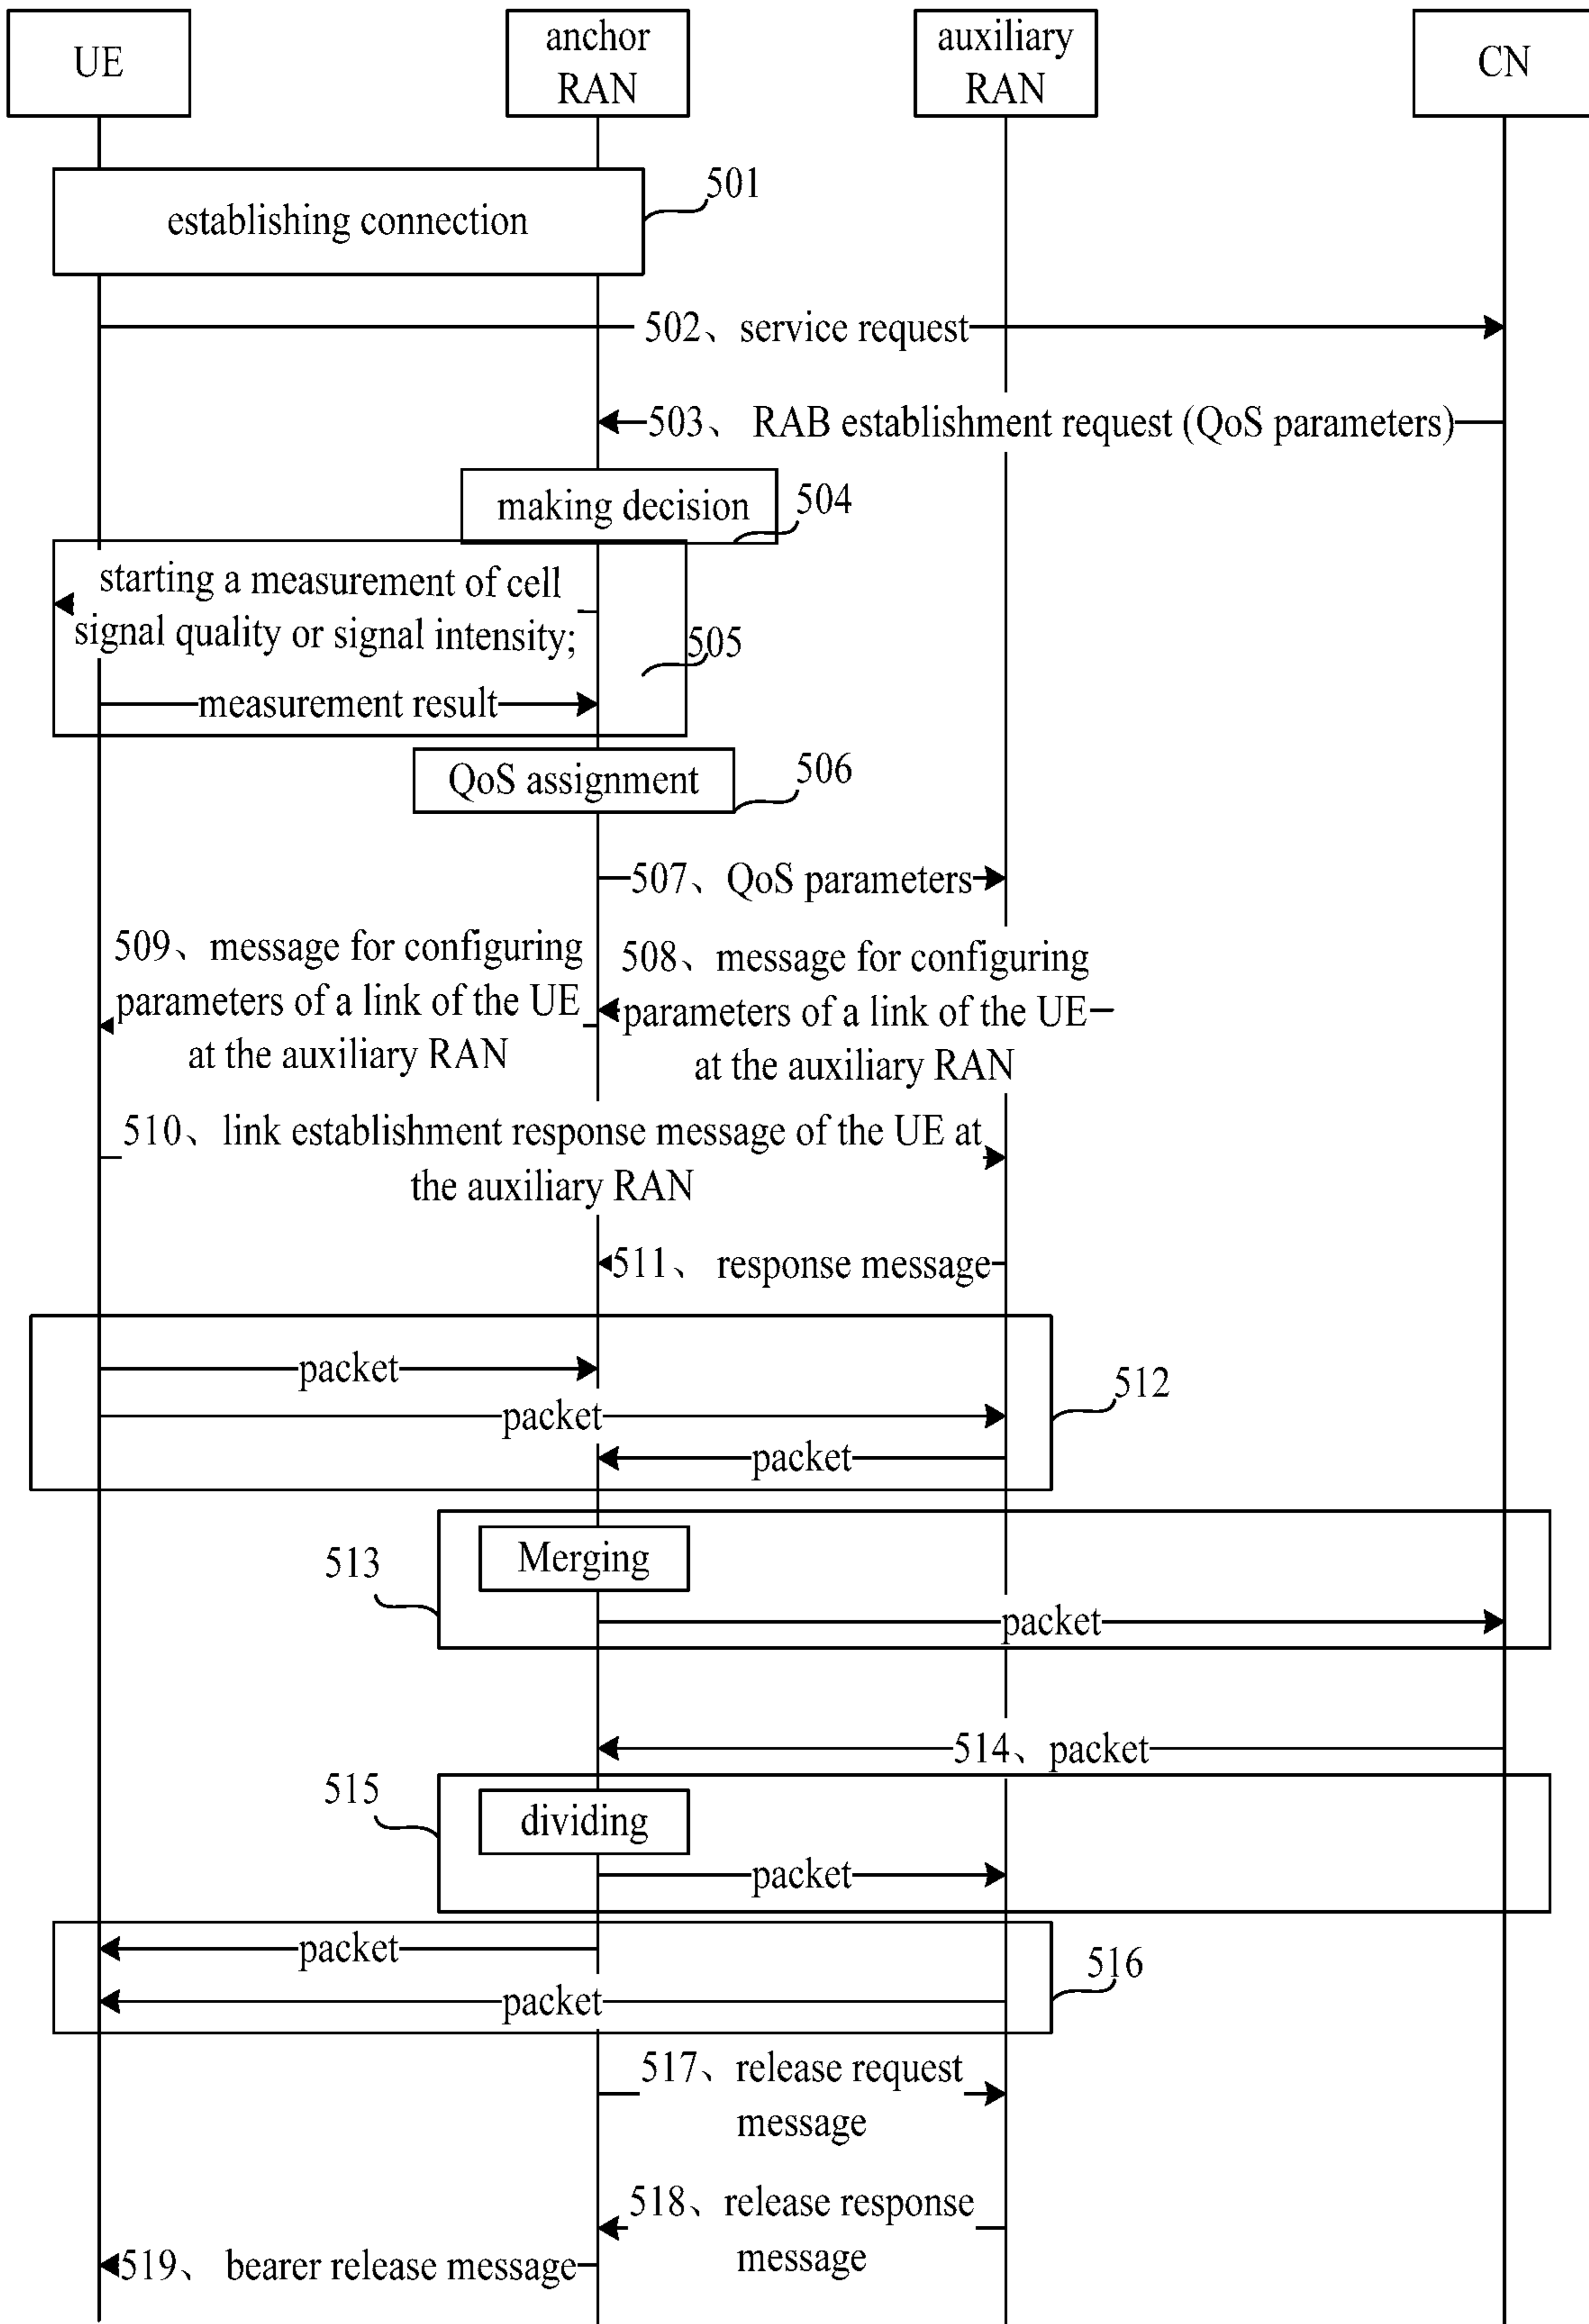 UE
anchor
RAN
auxiliary
RAN
CN
501
establishing connection
502、 service request
503、 RAB establishment request (QoS parameters)
making decision
504
starting a measurement of cell
signal quality or signal intensity;
505
measurement result
QoS assignment
506
507、 QoS parameters
509、 message for configuring
parameters of a link of the UE
at the auxiliary RAN
508、 message for configuring
parameters of a link of the UE
at the auxiliary RAN
510、 link establishment response message of the UE at
the auxiliary RAN
511、 response message
packet
512
packet
packet
513
Merging
packet
514、 packet
515
dividing
packet
packet
516
packet
517、 release request
message
518、 release response
message
519、 bearer release message